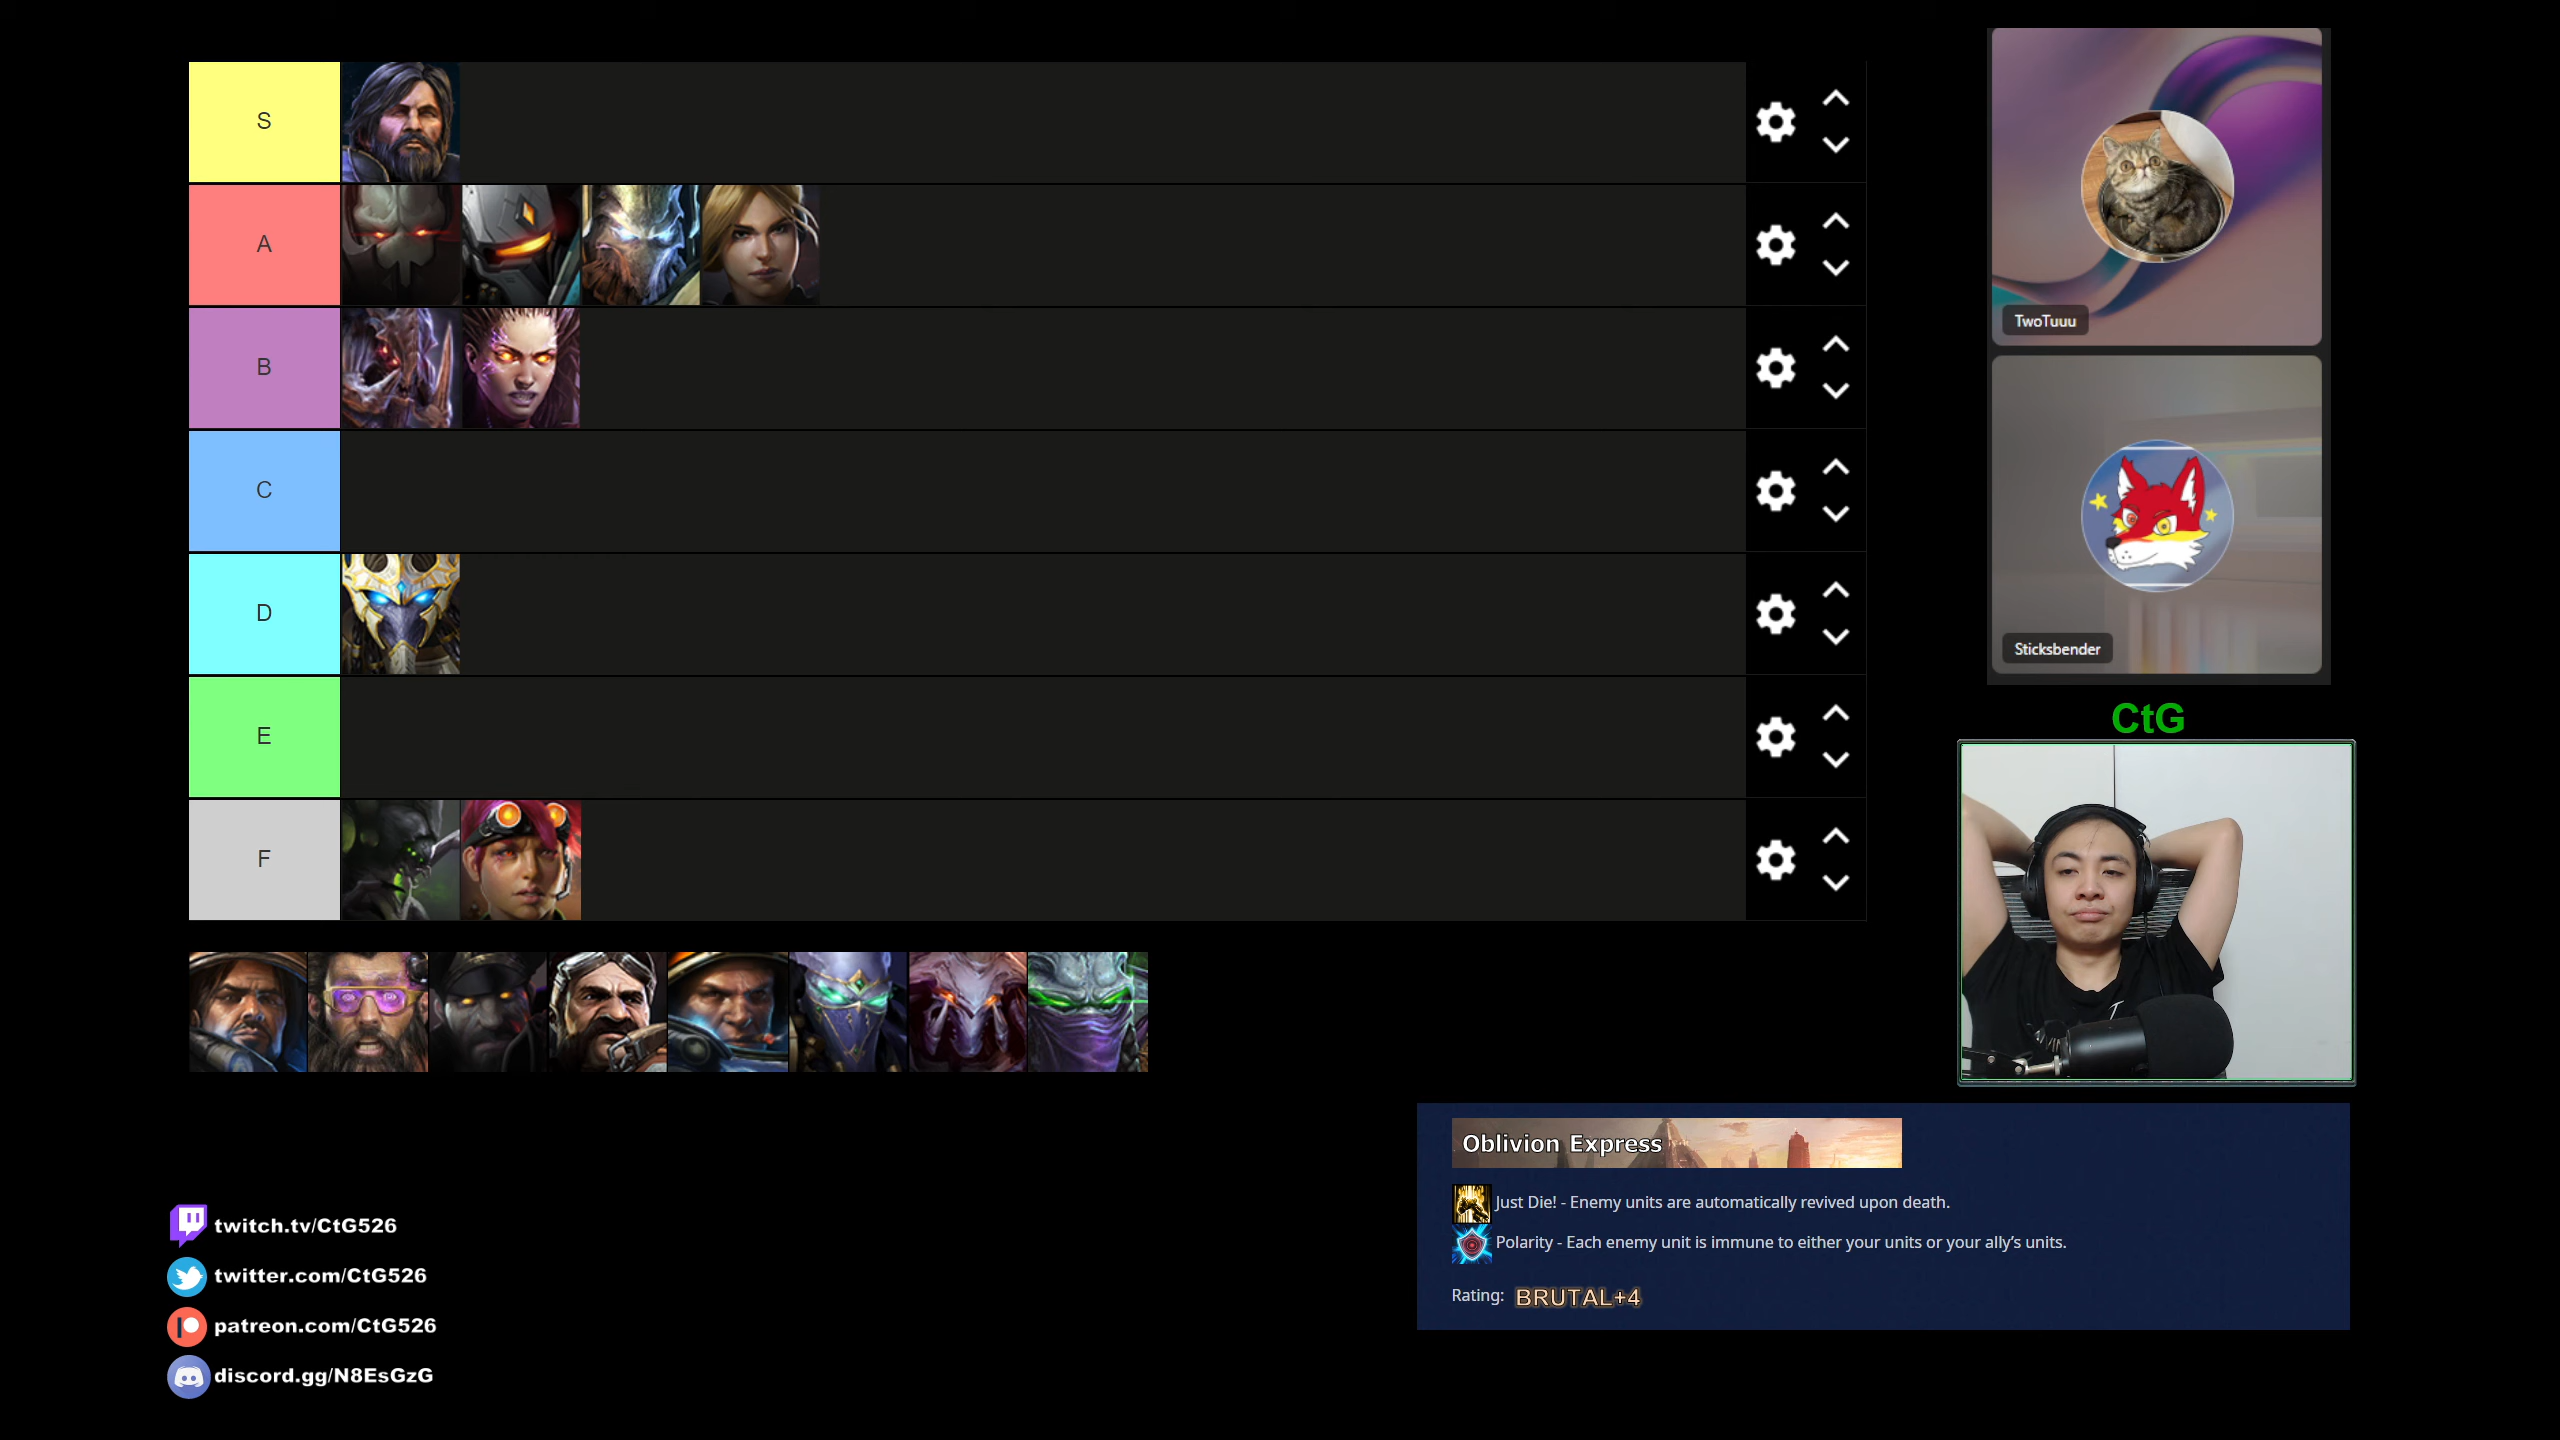 S
A
B
C
D
E
F
TwoTuuu
Sticksbender
CtG
Oblivion Express
Just Die! - Enemy units are automatically revived upon death.
Polarity - Each enemy unit is immune to either your units or your ally's units.
Rating: BRUTAL+4
twitch.tv/CtG526
twitter.com/CtG526
patreon.com/CtG526
discord.gg/N8EsGzG